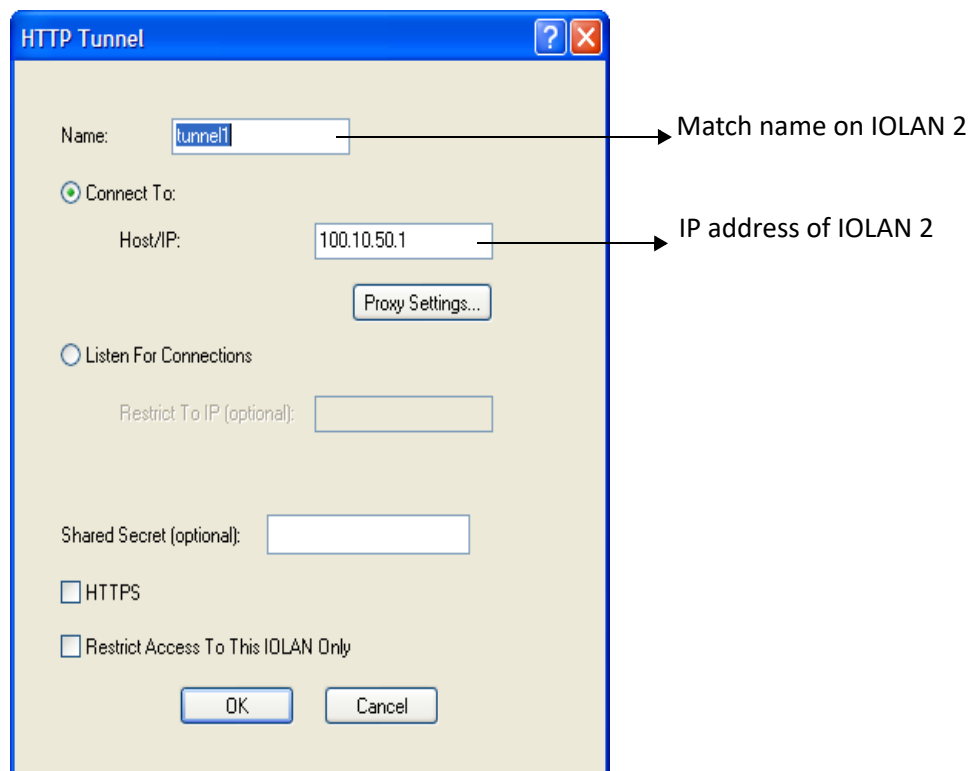 HTTP Tunnel
Name: tunnel1 Match name on IOLAN 2
Connect To:
Host/IP: 100.10.50.1 IP address of IOLAN 2
Proxy Settings...
Listen For Connections
Restrict To IP (optional):
Shared Secret (optional):
HTTPS
Restrict Access To This IOLAN Only
OK Cancel